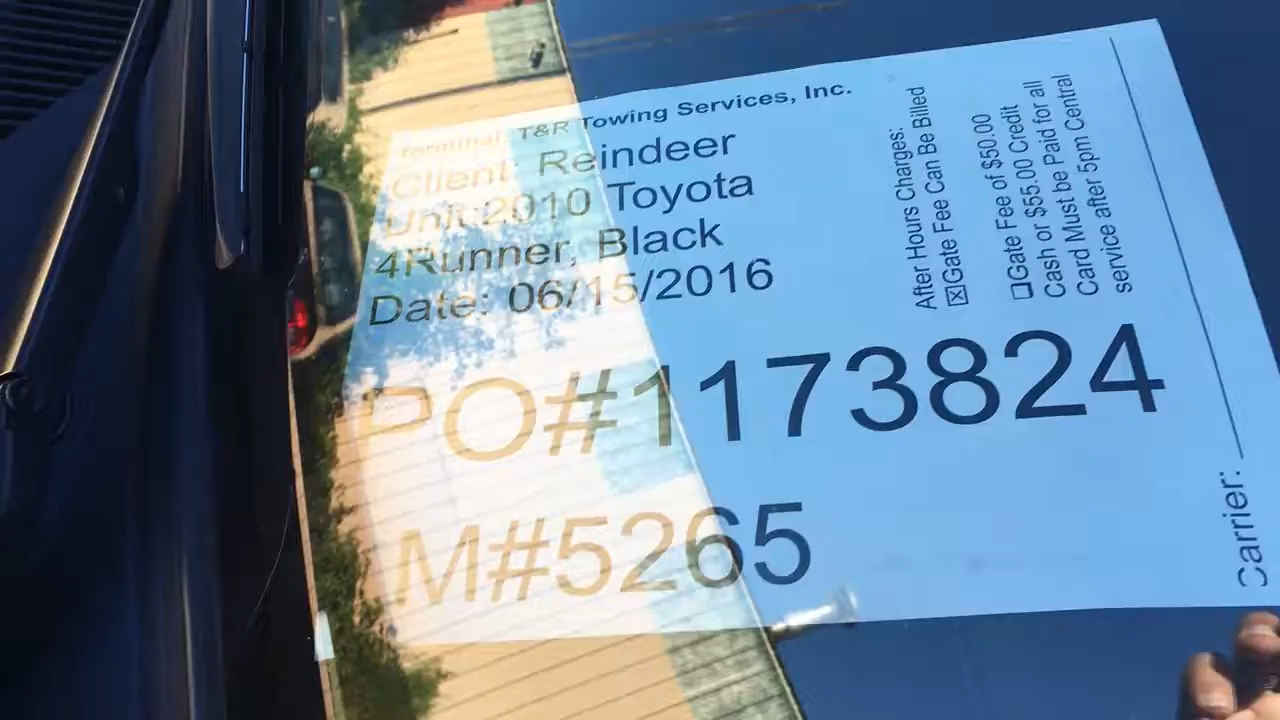 Terminal: T&R Towing Services, Inc.
Client: Reindeer
Unit:2010 Toyota
4Runner, Black
Date: 06/15/2016
PO#1173824
M#5265
After Hours Charges:
☒Gate Fee Can Be Billed
☐Gate Fee of $50.00
Cash or $55.00 Credit
Card Must be Paid for all
service after 5pm Central
Carrier: